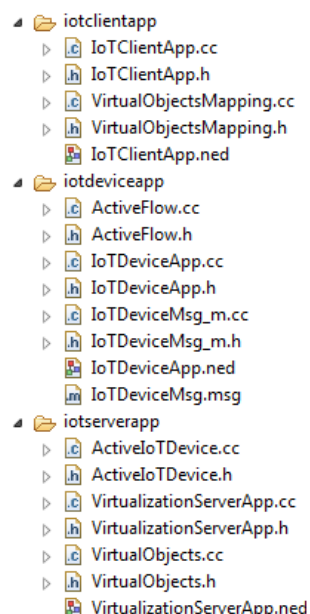 iotclientapp
IoTClientApp.cc
IoTClientApp.h
VirtualObjectsMapping.cc
VirtualObjectsMapping.h
IoTClientApp.ned
iotdeviceapp
ActiveFlow.cc
ActiveFlow.h
IoTDeviceApp.cc
IoTDeviceApp.h
IoTDeviceMsg_m.cc
IoTDeviceMsg_m.h
IoTDeviceApp.ned
IoTDeviceMsg.msg
iotserverapp
ActiveIoTDevice.cc
ActiveIoTDevice.h
VirtualizationServerApp.cc
VirtualizationServerApp.h
VirtualObjects.cc
VirtualObjects.h
VirtualizationServerApp.ned